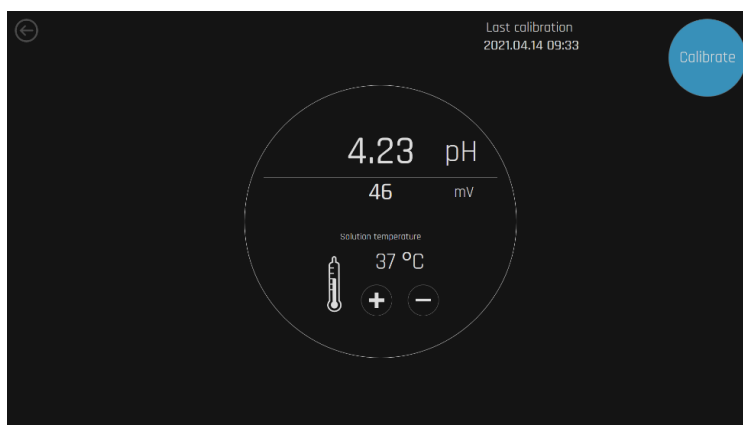 Last calibration
2021.04.14 09:33
Calibrate
4.23 pH
46 mV
Solution temperature
37 °C